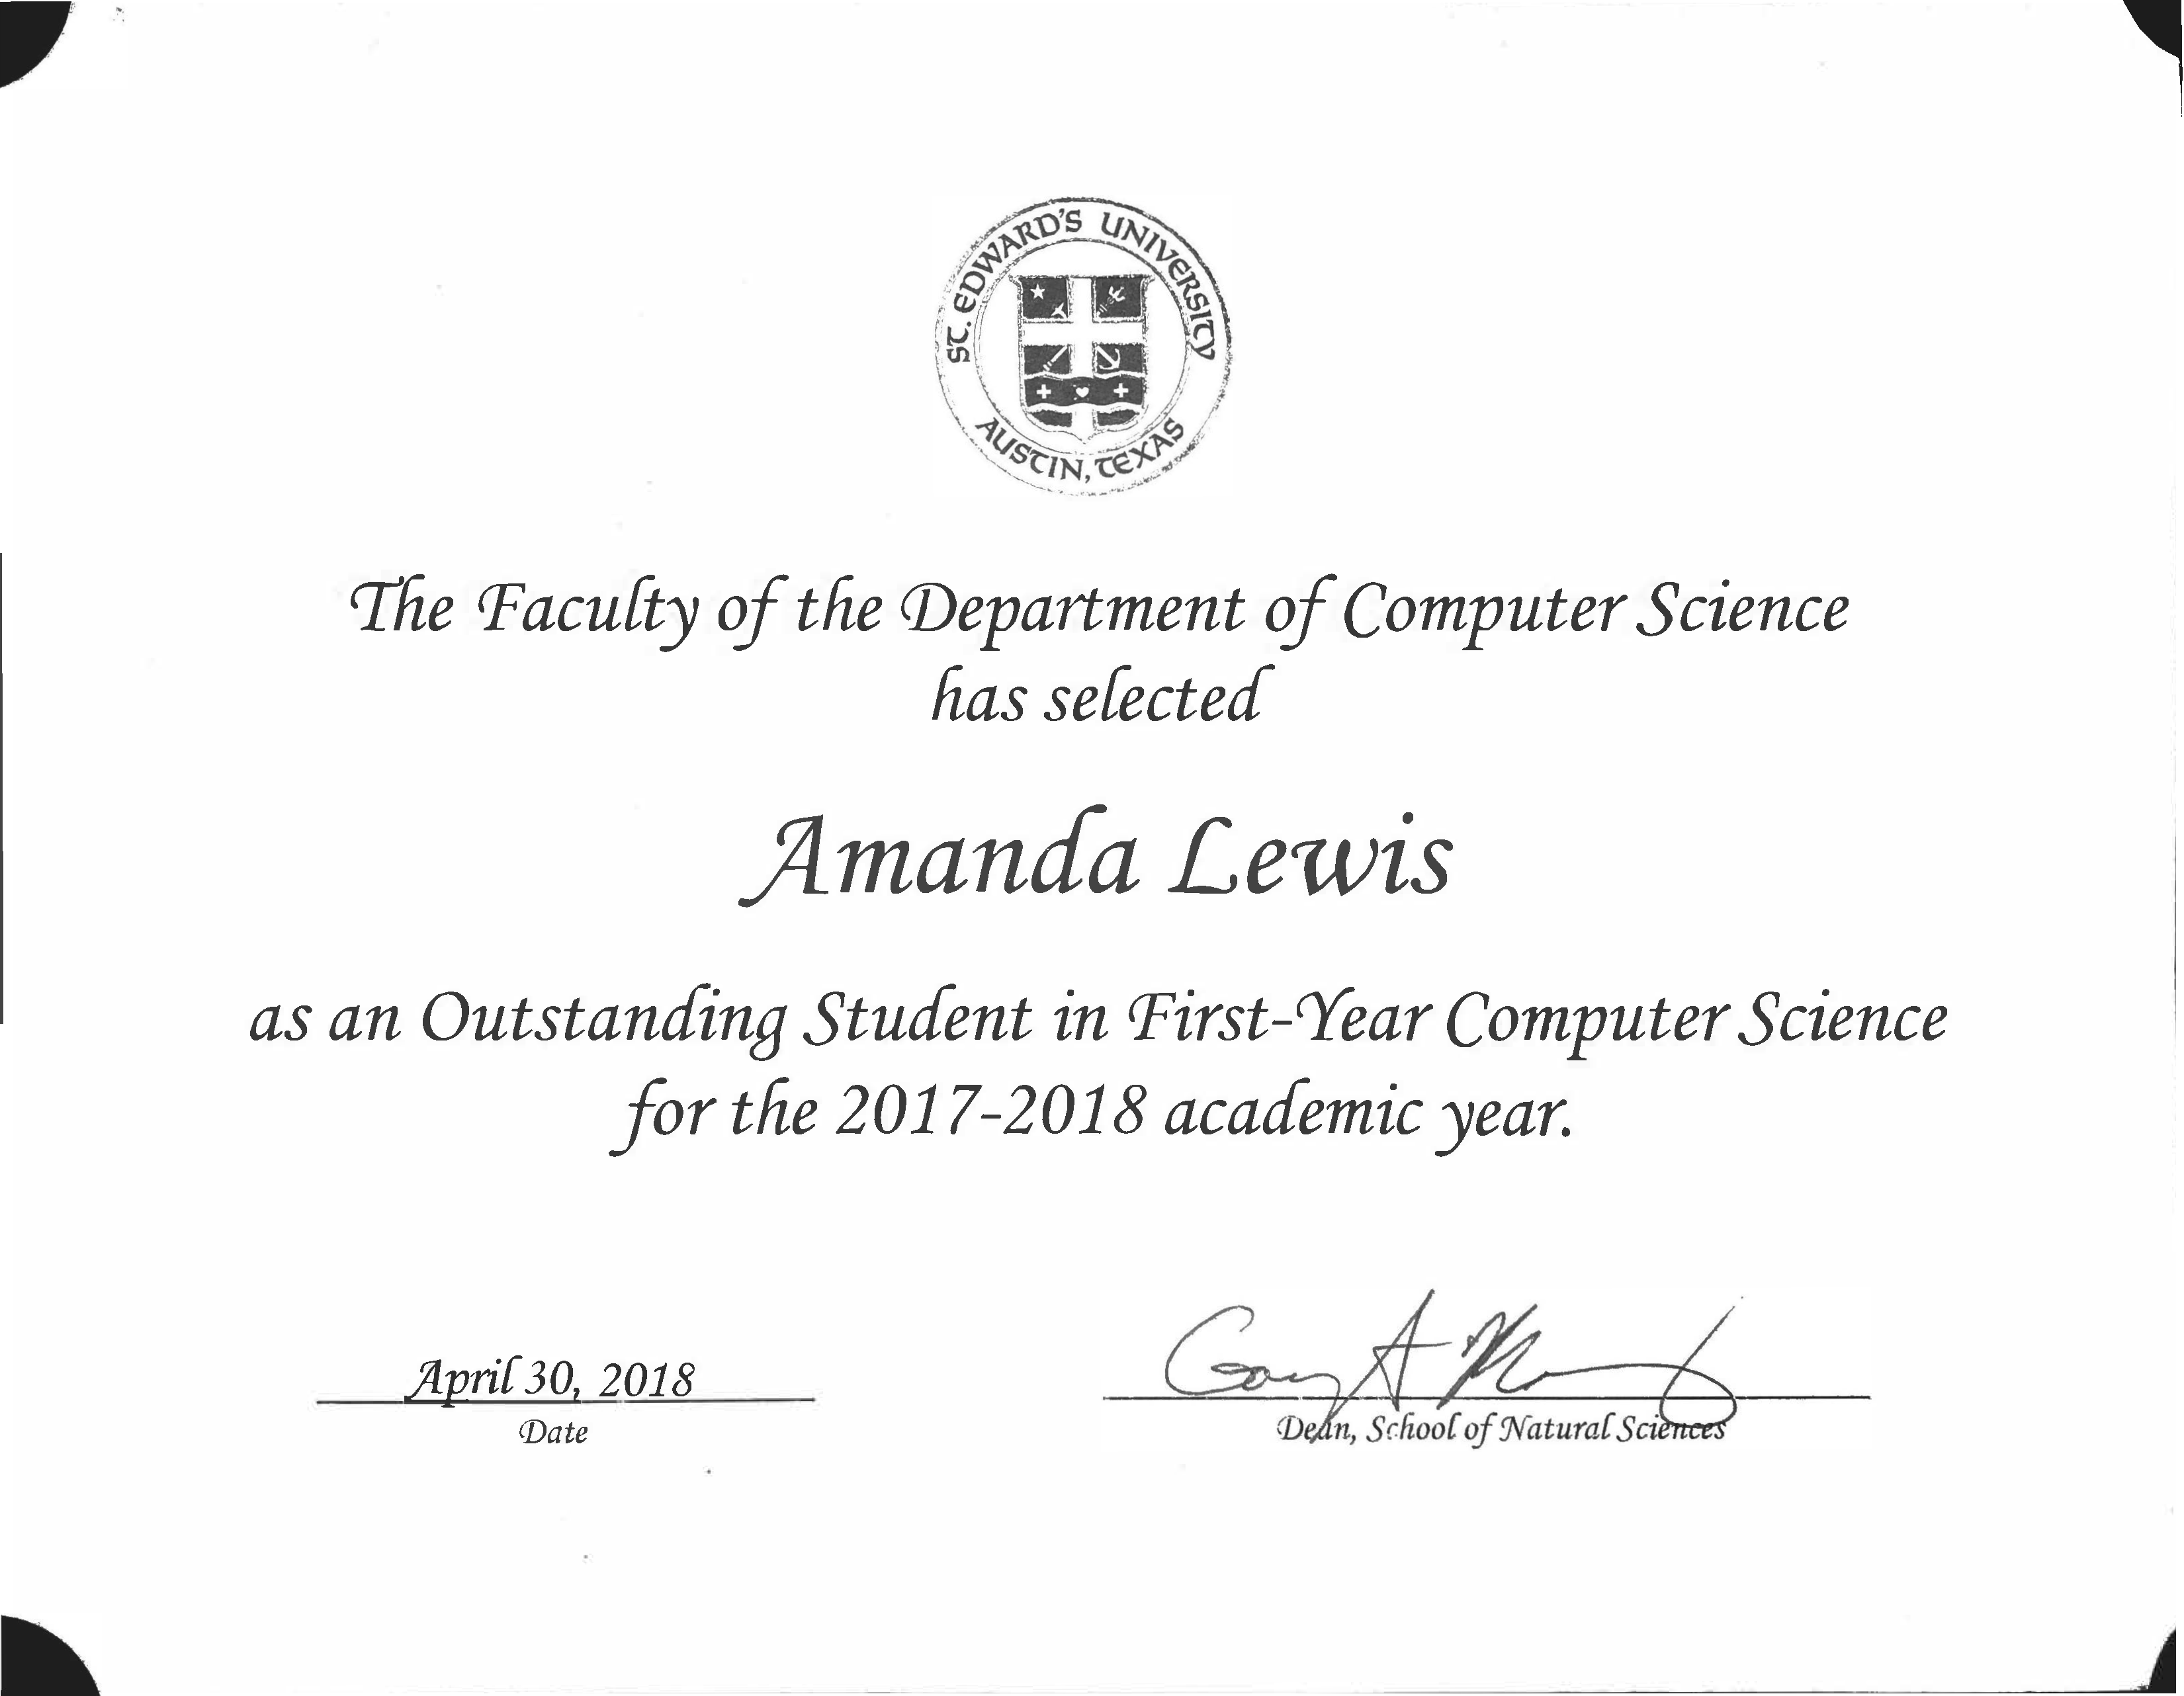 ST. EDWARD'S UNIVERSITY
AUSTIN, TEXAS
The Faculty of the Department of Computer Science
has selected
Amanda Lewis
as an Outstanding Student in First-Year Computer Science
for the 2017-2018 academic year.
April 30, 2018
Date
Dean, School of Natural Sciences